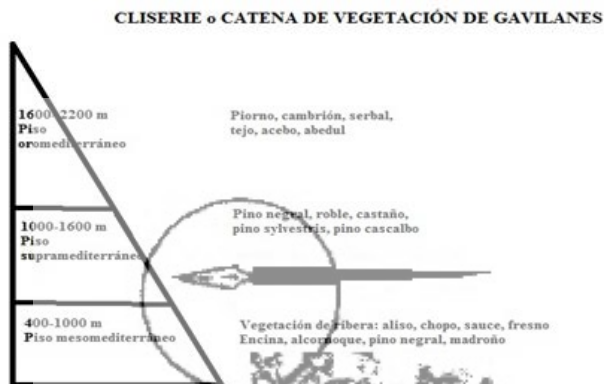 CLISERIE o CATENA DE VEGETACIÓN DE GAVILANES
1600-2200 m
Piso
oromediterráneo
Piorno, cambrión, serbal,
tejo, acebo, abedul
1000-1600 m
Piso
supramediterráneo
Pino negral, roble, castaño,
pino sylvestris, pino cascalbo
400-1000 m
Piso mesomediterráneo
Vegetación de ribera: aliso, chopo, sauce, fresno
Encina, alcornoque, pino negral, madroño